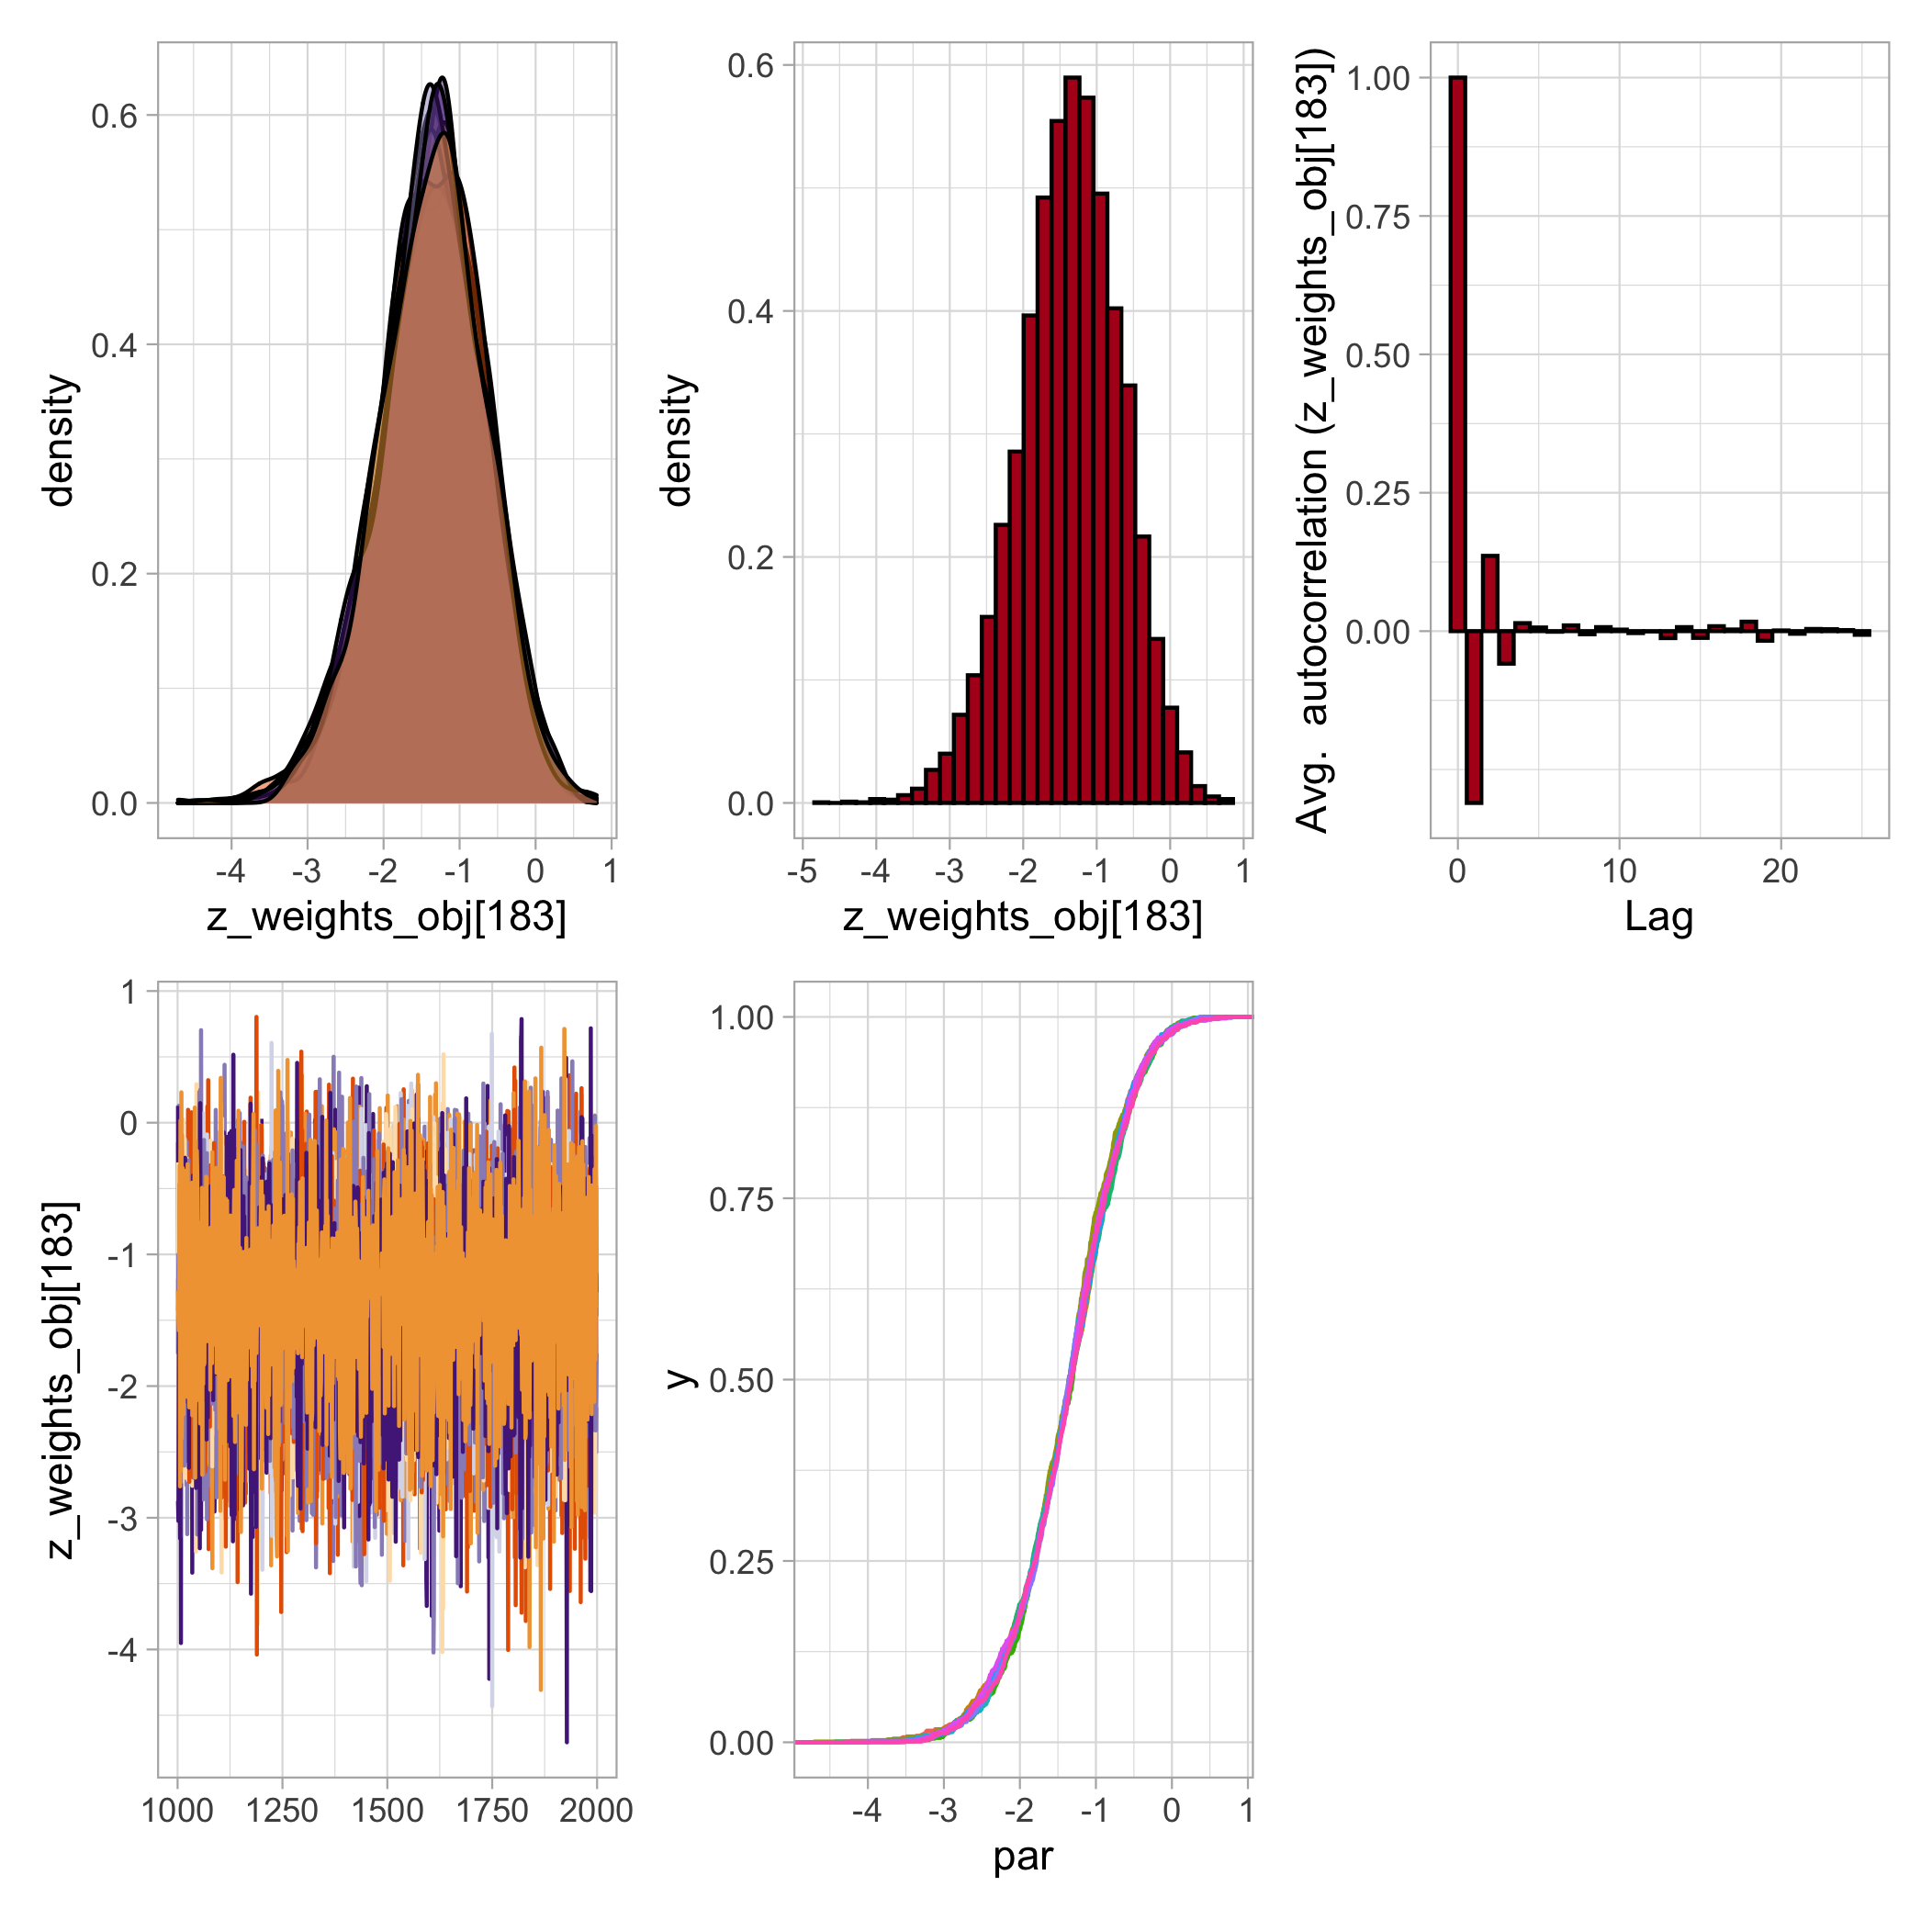 density
0.6
0.4
0.2
0.0
-4 -3 -2 -1 0 1
z_weights_obj[183]
density
0.6
0.4
0.2
0.0
-5 -4 -3 -2 -1 0 1
z_weights_obj[183]
Avg. autocorrelation (z_weights_obj[183])
1.00
0.75
0.50
0.25
0.00
0 10 20
Lag
z_weights_obj[183]
1
0
-1
-2
-3
-4
1000 1250 1500 1750 2000
y
1.00
0.75
0.50
0.25
0.00
-4 -3 -2 -1 0 1
par